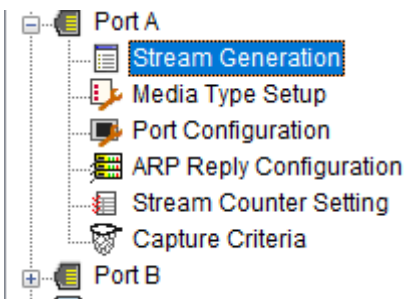 Port A
Stream Generation
Media Type Setup
Port Configuration
ARP Reply Configuration
Stream Counter Setting
Capture Criteria
Port B